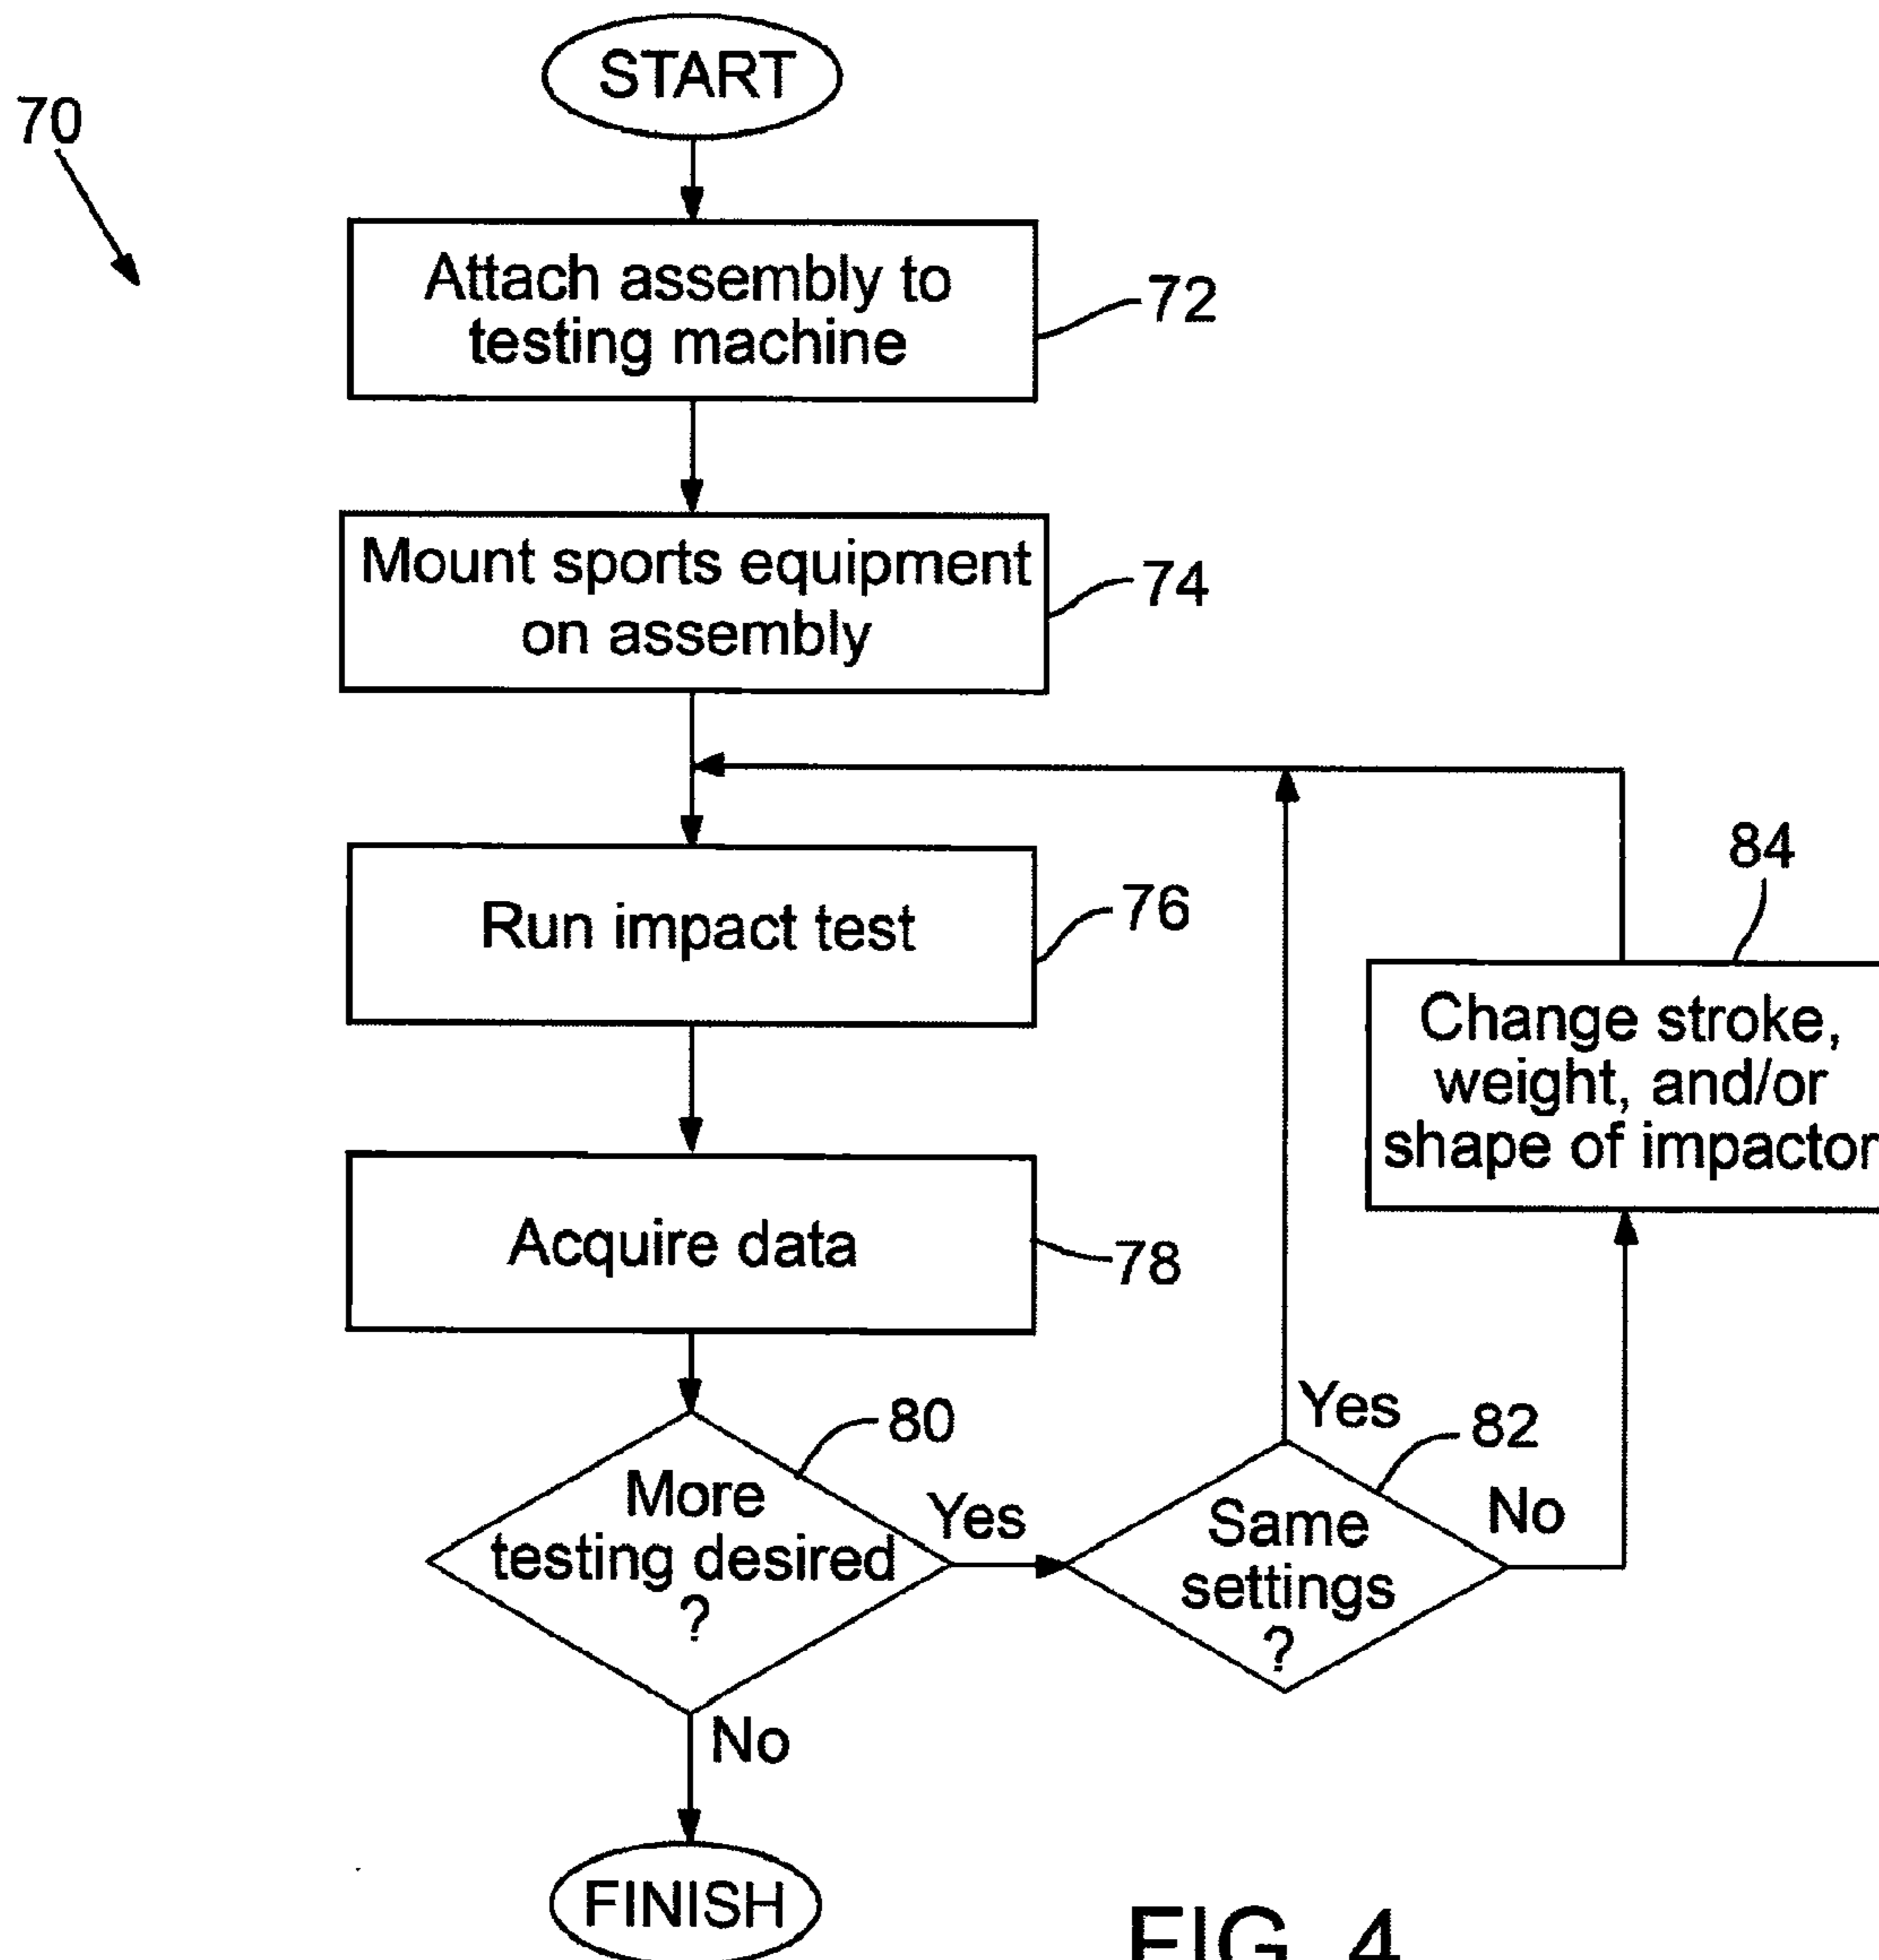 START
70
Attach assembly to
testing machine
72
Mount sports equipment
on assembly
74
Run impact test
76
84
Change stroke,
weight, and/or
shape of impactor
Acquire data
78
80
More
testing desired
?
Yes
Yes
82
Same
settings
?
No
No
FINISH
FIG. 4